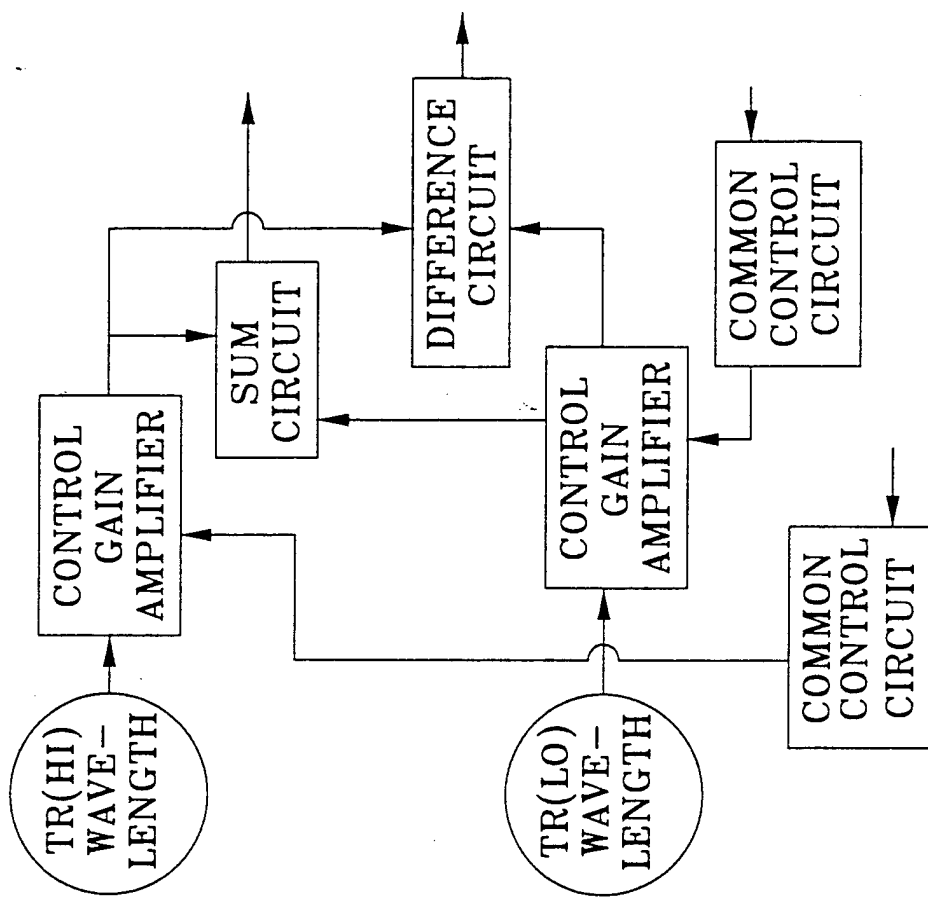 TR(HI)
WAVE-
LENGTH
CONTROL
GAIN
AMPLIFIER
SUM
CIRCUIT
DIFFERENCE
CIRCUIT
TR(LO)
WAVE-
LENGTH
CONTROL
GAIN
AMPLIFIER
COMMON
CONTROL
CIRCUIT
COMMON
CONTROL
CIRCUIT